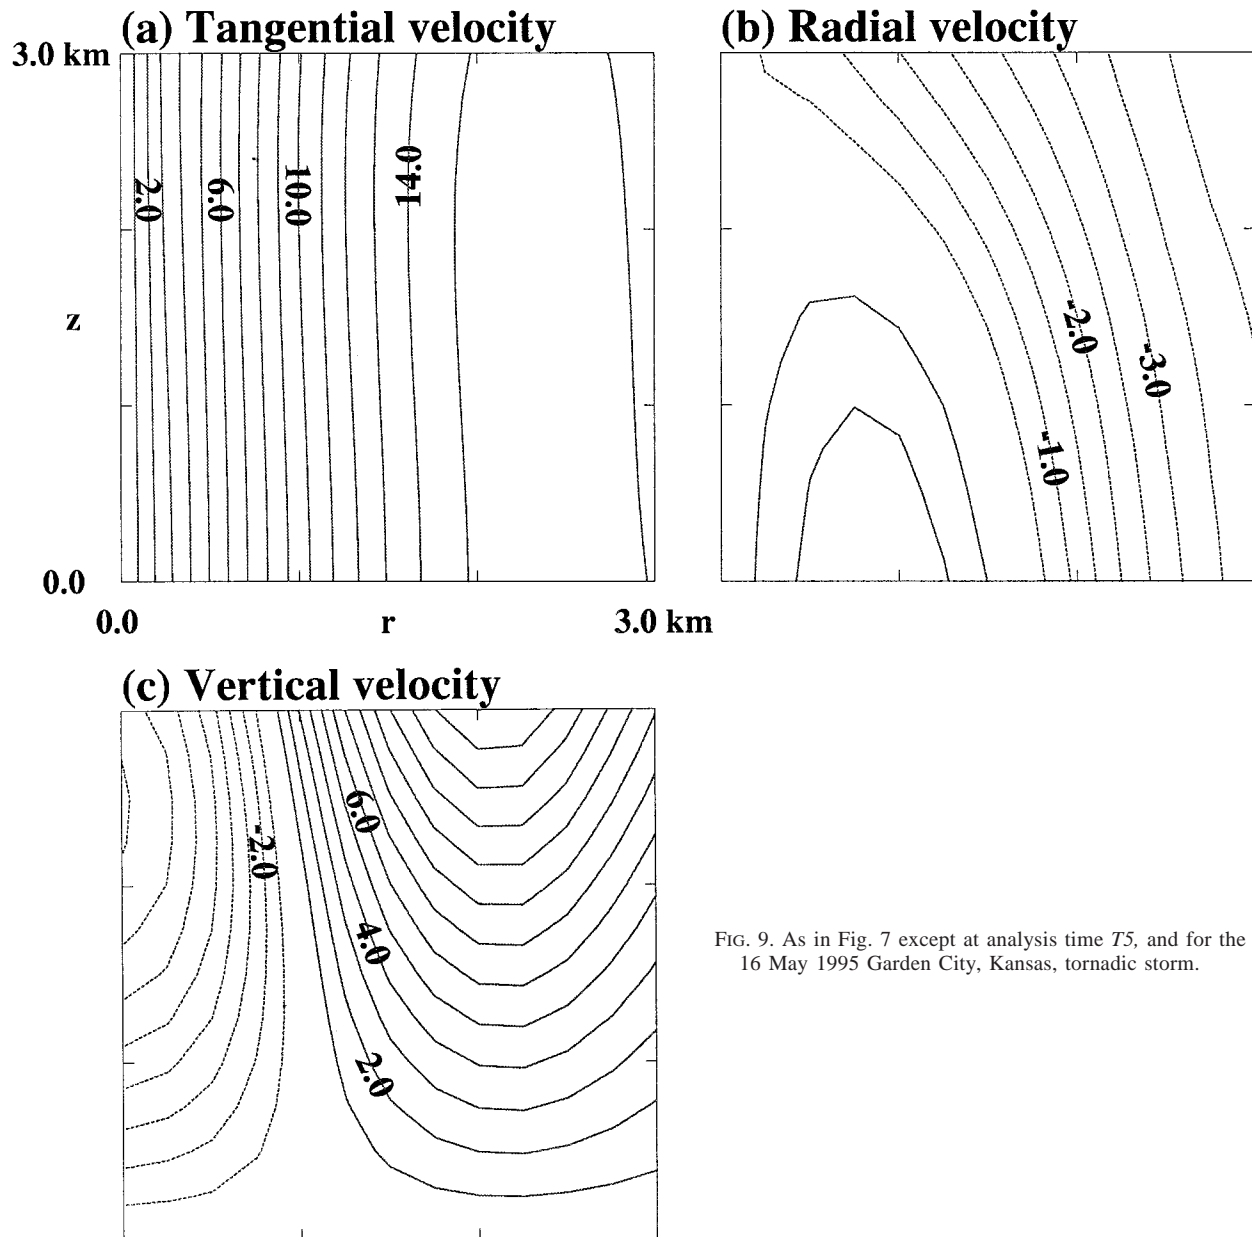 (a) Tangential velocity
(b) Radial velocity
3.0 km
2.0
6.0
10.0
14.0
z
-2.0
-3.0
-1.0
0.0
0.0
r
3.0 km
(c) Vertical velocity
6.0
-2.0
4.0
2.0
FIG. 9. As in Fig. 7 except at analysis time T5, and for the
16 May 1995 Garden City, Kansas, tornadic storm.